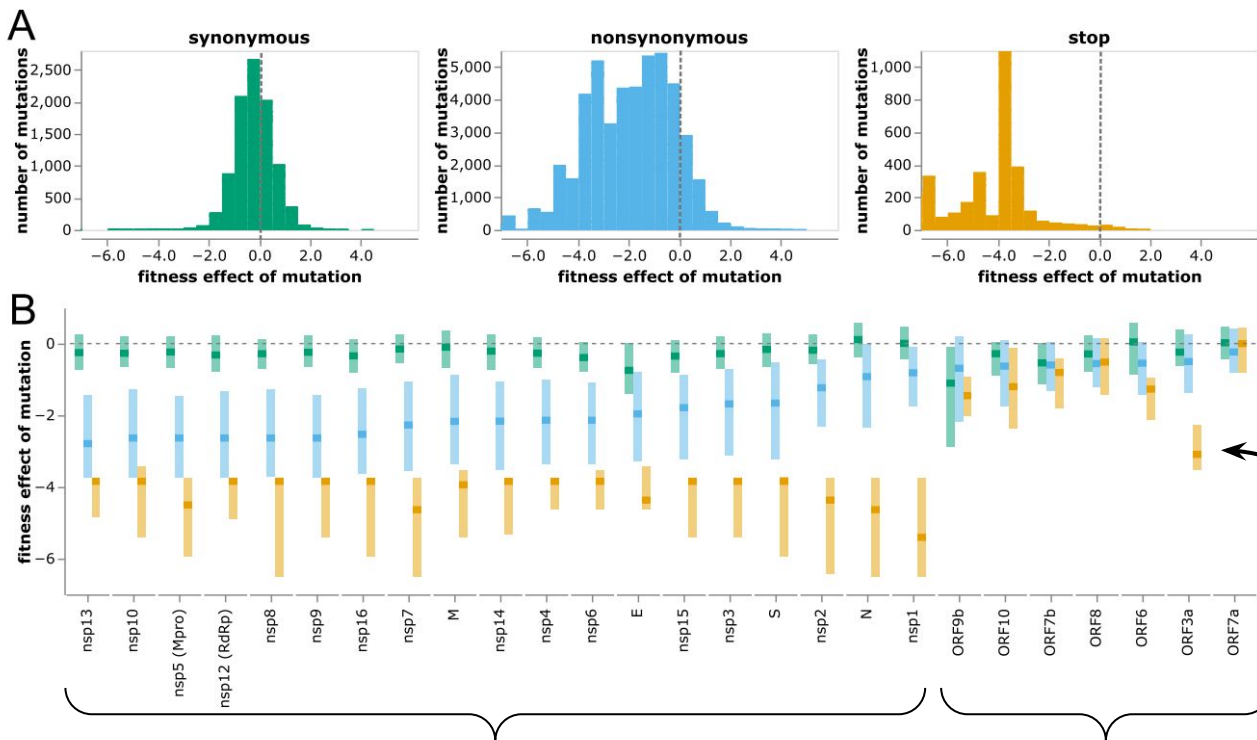 A
synonymous
nonsynonymous
stop
number of mutations
2,500
2,000
1,500
1,000
500
0
−6.0 −4.0 −2.0 0.0 2.0 4.0
fitness effect of mutation
number of mutations
5,000
4,000
3,000
2,000
1,000
0
−6.0 −4.0 −2.0 0.0 2.0 4.0
fitness effect of mutation
number of mutations
1,000
800
600
400
200
0
−6.0 −4.0 −2.0 0.0 2.0 4.0
fitness effect of mutation
B
fitness effect of mutation
0
−2
−4
−6
nsp13
nsp10
nsp5 (Mpro)
nsp12 (RdRp)
nsp8
nsp9
nsp16
nsp7
M
nsp14
nsp4
nsp6
E
nsp15
nsp3
S
nsp2
N
nsp1
ORF9b
ORF10
ORF7b
ORF8
ORF6
ORF3a
ORF7a